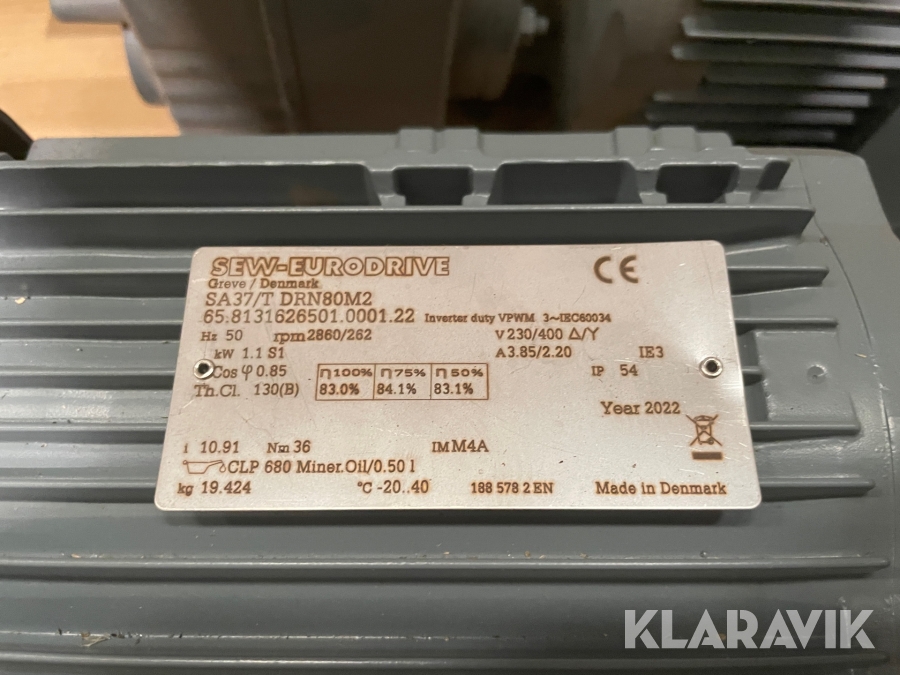 SEW-EURODRIVE
CE
Greve / Denmark
SA37/T DRN80M2
65.8131626501.0001.22 Inverter duty VPWM 3~IEC60034
Hz 50 rpm 2860/262 V 230/400 Δ/Y
kW 1.1 S1 A 3.85/2.20 IE3
Cos φ 0.85 η100% η75% η50% IP 54
Th.Cl. 130(B) 83.0% 84.1% 83.1%
Year 2022
i 10.91 Nm 36 IM M4A
CLP 680 Miner.Oil/0.50 l
kg 19.424 °C -20..40 188 578 2 EN Made in Denmark
KLARAVIK